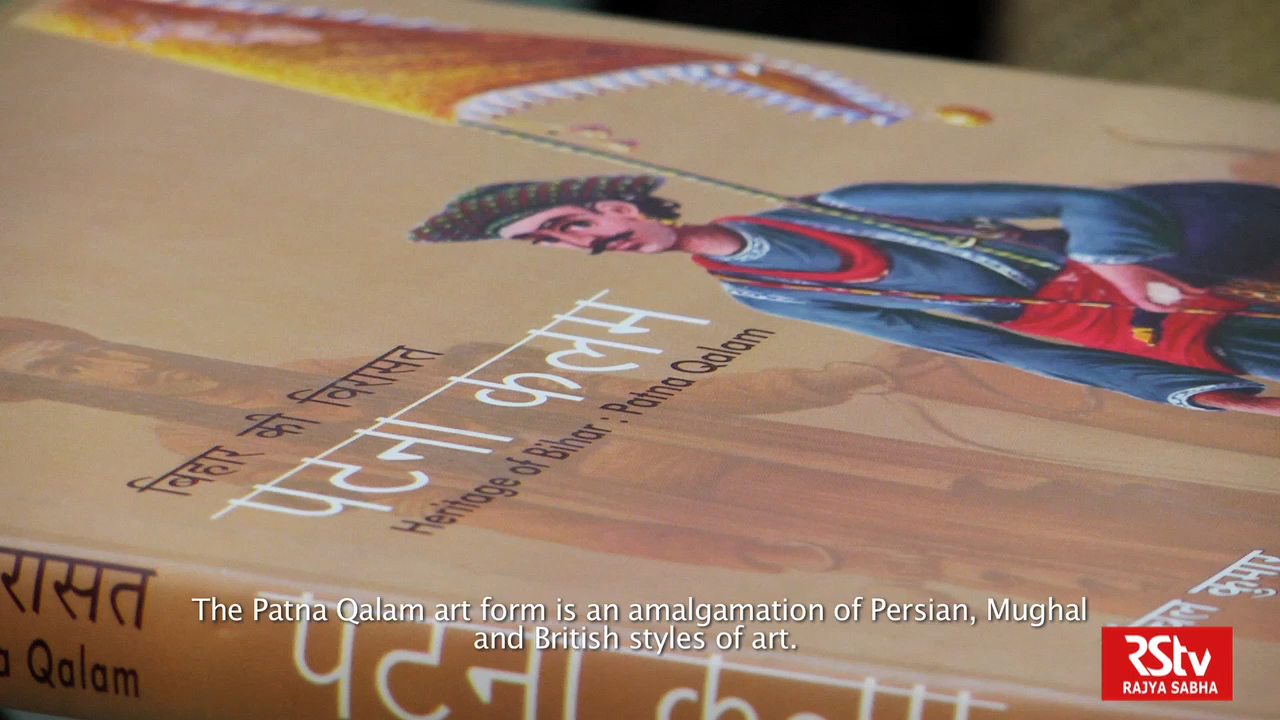 बिहार की विरासत
पटना कलम
Heritage of Bihar : Patna Qalam
कुमार
रासत
Qalam
पटना कलम
The Patna Qalam art form is an amalgamation of Persian, Mughal
and British styles of art.
RSTV
RAJYA SABHA